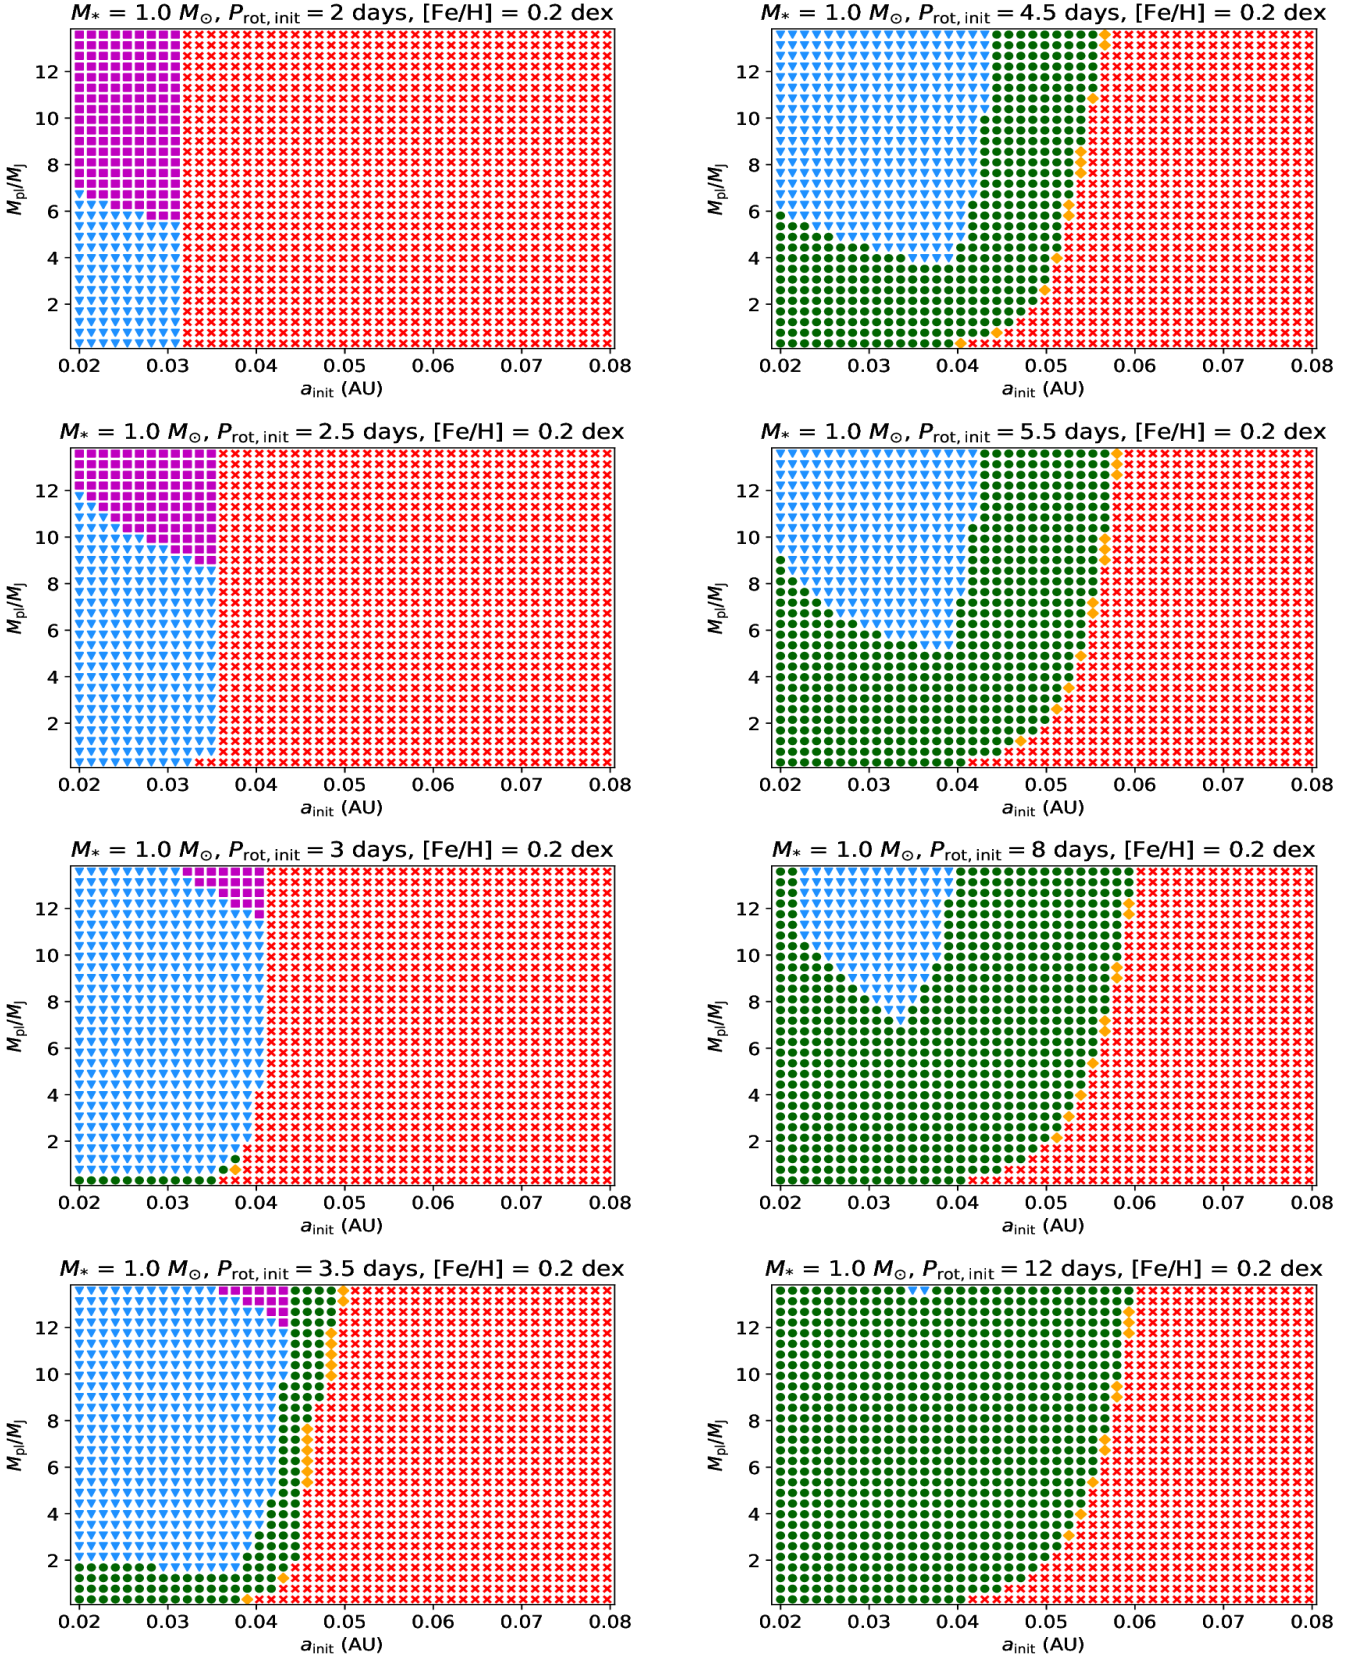 M* = 1.0 M⊙, Prot, init = 2 days, [Fe/H] = 0.2 dex
12
10
8
6
4
2
Mpl/MJ
0.02 0.03 0.04 0.05 0.06 0.07 0.08
ainit (AU)
M* = 1.0 M⊙, Prot, init = 4.5 days, [Fe/H] = 0.2 dex
12
10
8
6
4
2
Mpl/MJ
0.02 0.03 0.04 0.05 0.06 0.07 0.08
ainit (AU)
M* = 1.0 M⊙, Prot, init = 2.5 days, [Fe/H] = 0.2 dex
12
10
8
6
4
2
Mpl/MJ
0.02 0.03 0.04 0.05 0.06 0.07 0.08
ainit (AU)
M* = 1.0 M⊙, Prot, init = 5.5 days, [Fe/H] = 0.2 dex
12
10
8
6
4
2
Mpl/MJ
0.02 0.03 0.04 0.05 0.06 0.07 0.08
ainit (AU)
M* = 1.0 M⊙, Prot, init = 3 days, [Fe/H] = 0.2 dex
12
10
8
6
4
2
Mpl/MJ
0.02 0.03 0.04 0.05 0.06 0.07 0.08
ainit (AU)
M* = 1.0 M⊙, Prot, init = 8 days, [Fe/H] = 0.2 dex
12
10
8
6
4
2
Mpl/MJ
0.02 0.03 0.04 0.05 0.06 0.07 0.08
ainit (AU)
M* = 1.0 M⊙, Prot, init = 3.5 days, [Fe/H] = 0.2 dex
12
10
8
6
4
2
Mpl/MJ
0.02 0.03 0.04 0.05 0.06 0.07 0.08
ainit (AU)
M* = 1.0 M⊙, Prot, init = 12 days, [Fe/H] = 0.2 dex
12
10
8
6
4
2
Mpl/MJ
0.02 0.03 0.04 0.05 0.06 0.07 0.08
ainit (AU)